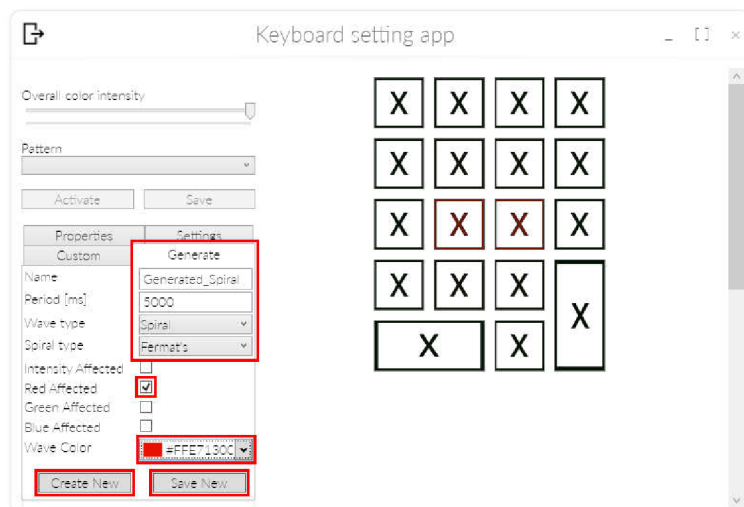 Keyboard setting app
Overall color intensity
Pattern
Activate Save
Properties Settings
Custom Generate
Name Generated_Spiral
Period [ms] 5000
Wave type Spiral
Spiral type Fermat's
Intensity Affected
Red Affected
Green Affected
Blue Affected
Wave Color #FFE7130C
Create New Save New
X X X X
X X X X
X X X X
X X X X
X X